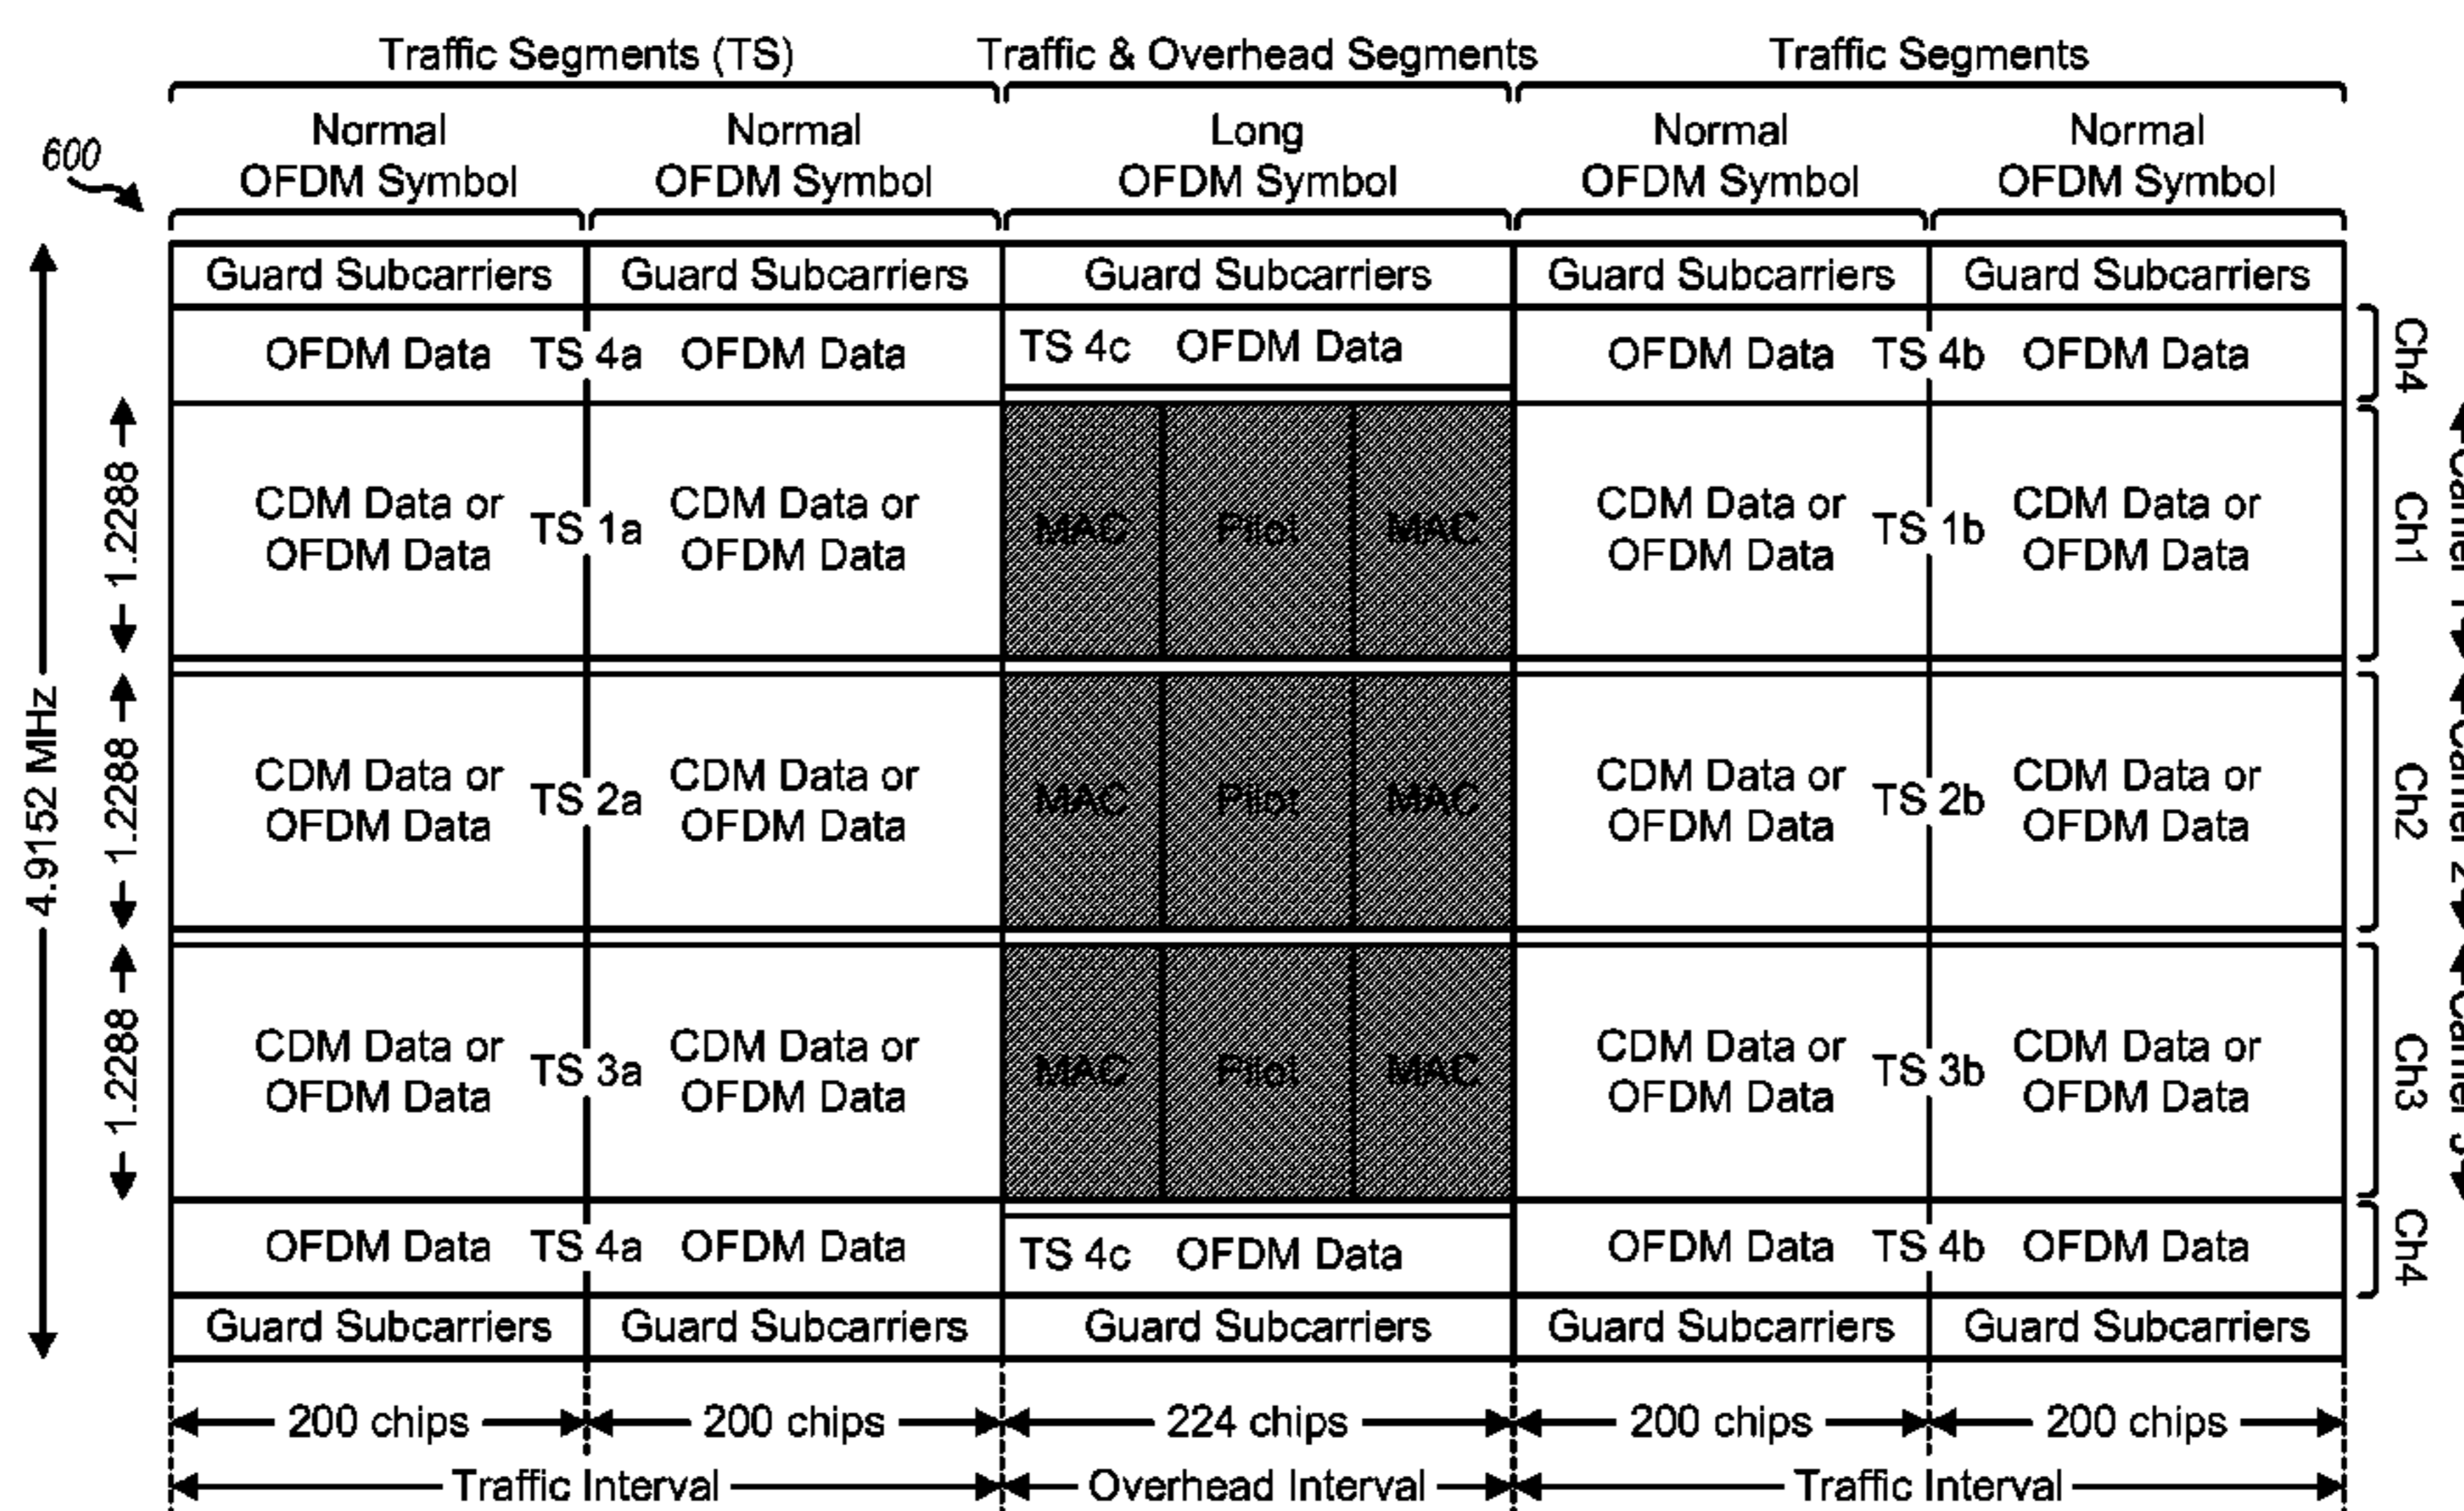 Traffic Segments (TS) Traffic & Overhead Segments Traffic Segments
Normal Normal Long Normal Normal
OFDM Symbol OFDM Symbol OFDM Symbol OFDM Symbol OFDM Symbol
600
Guard Subcarriers Guard Subcarriers Guard Subcarriers Guard Subcarriers Guard Subcarriers
OFDM Data TS 4a OFDM Data TS 4c OFDM Data OFDM Data TS 4b OFDM Data Ch4
CDM Data or CDM Data or CDM Data or CDM Data or
1.2288 TS 1a MAC Pilot MAC TS 1b Ch1
OFDM Data OFDM Data OFDM Data OFDM Data
4.9152 MHz
CDM Data or CDM Data or CDM Data or CDM Data or
1.2288 TS 2a MAC Pilot MAC TS 2b Ch2
OFDM Data OFDM Data OFDM Data OFDM Data
CDM Data or CDM Data or CDM Data or CDM Data or
1.2288 TS 3a MAC Pilot MAC TS 3b Ch3
OFDM Data OFDM Data OFDM Data OFDM Data
OFDM Data TS 4a OFDM Data TS 4c OFDM Data OFDM Data TS 4b OFDM Data Ch4
Guard Subcarriers Guard Subcarriers Guard Subcarriers Guard Subcarriers Guard Subcarriers
200 chips 200 chips 224 chips 200 chips 200 chips
Traffic Interval Overhead Interval Traffic Interval